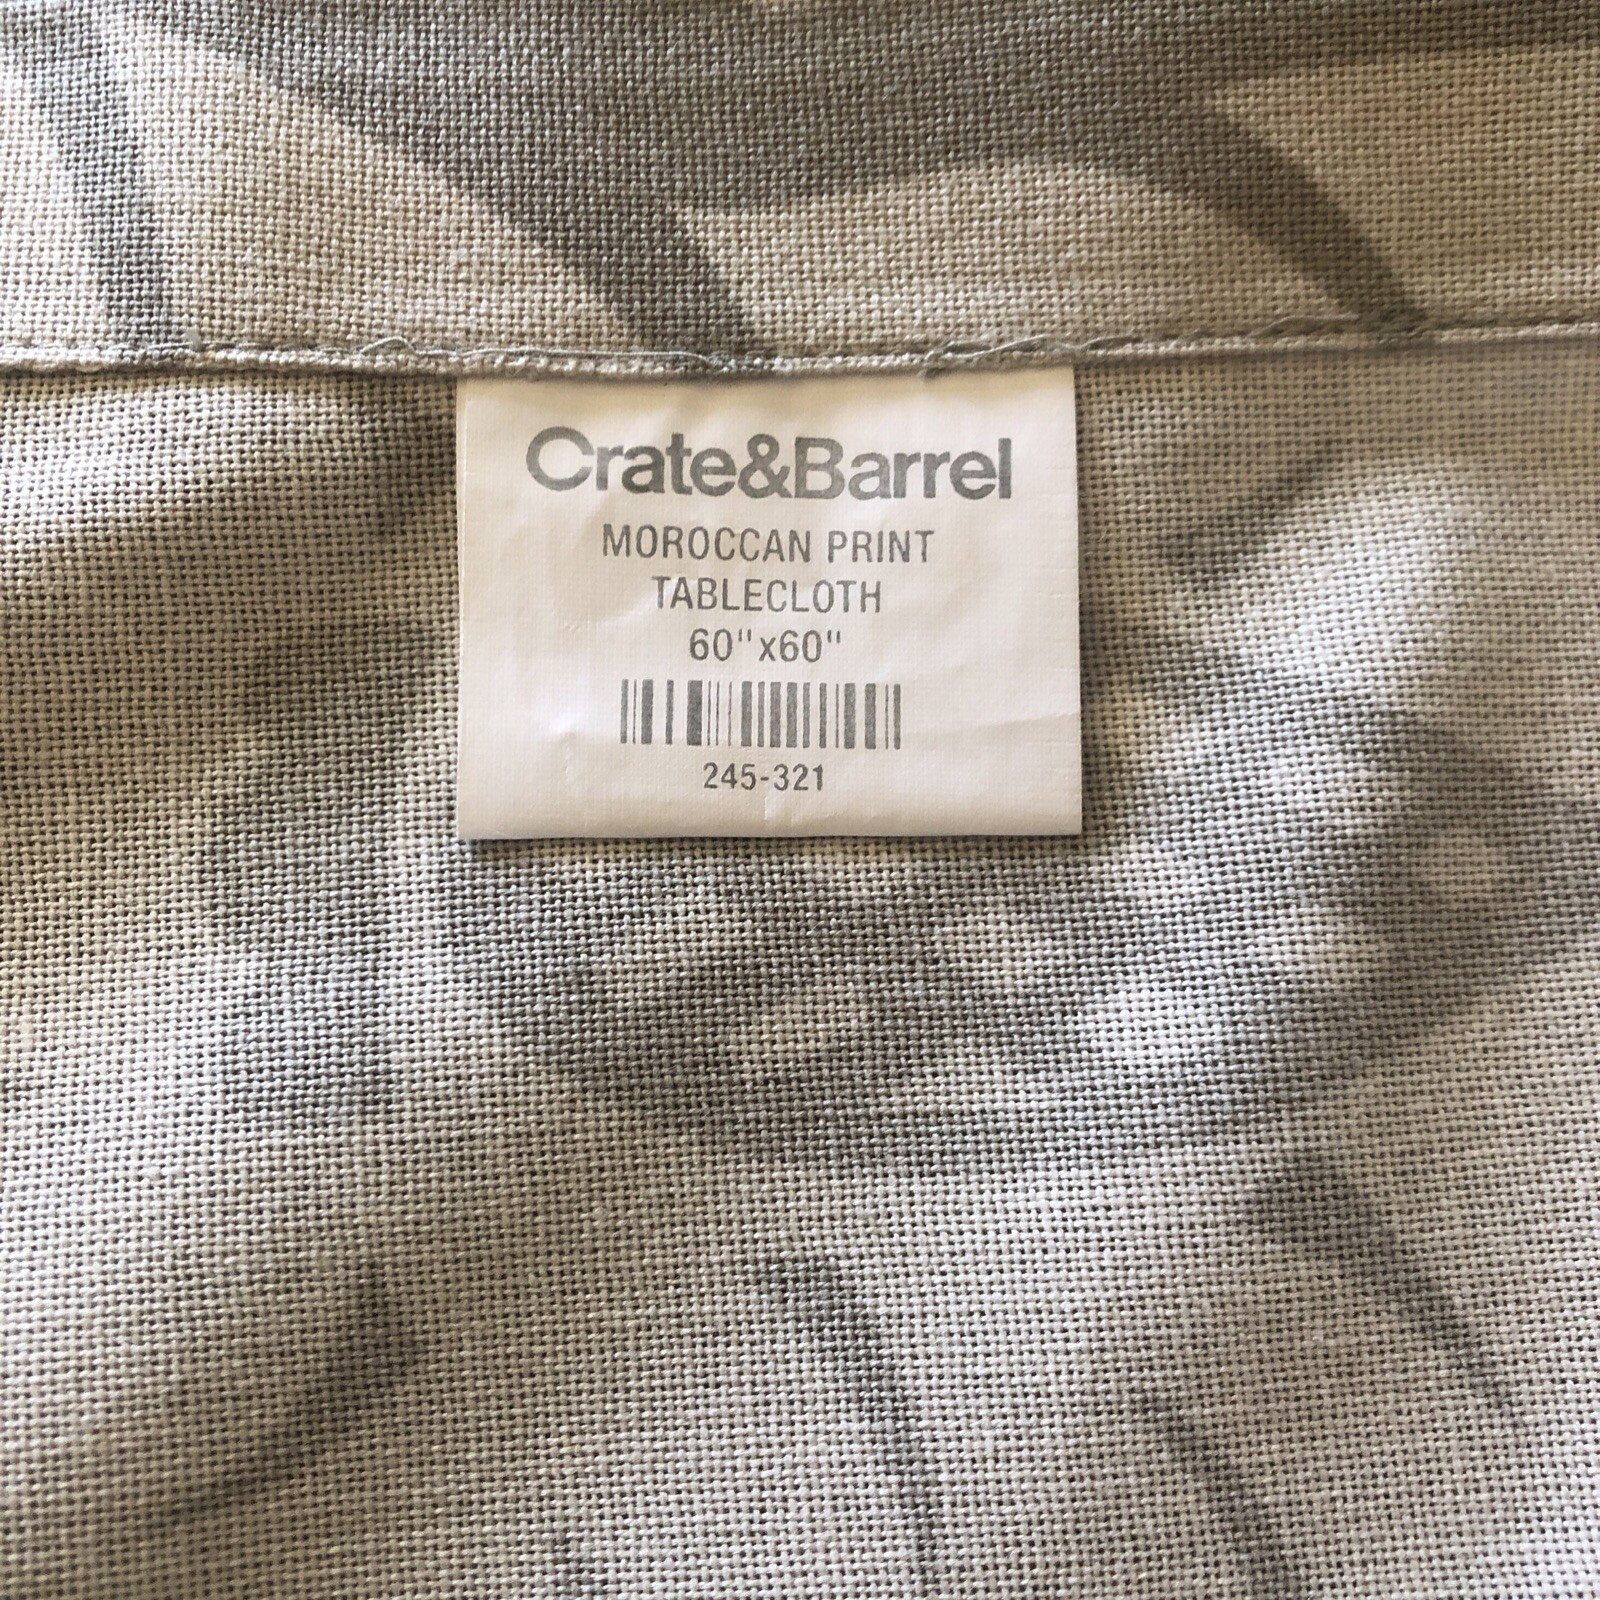 Crate&Barrel
MOROCCAN PRINT
TABLECLOTH
60"x60"
245-321